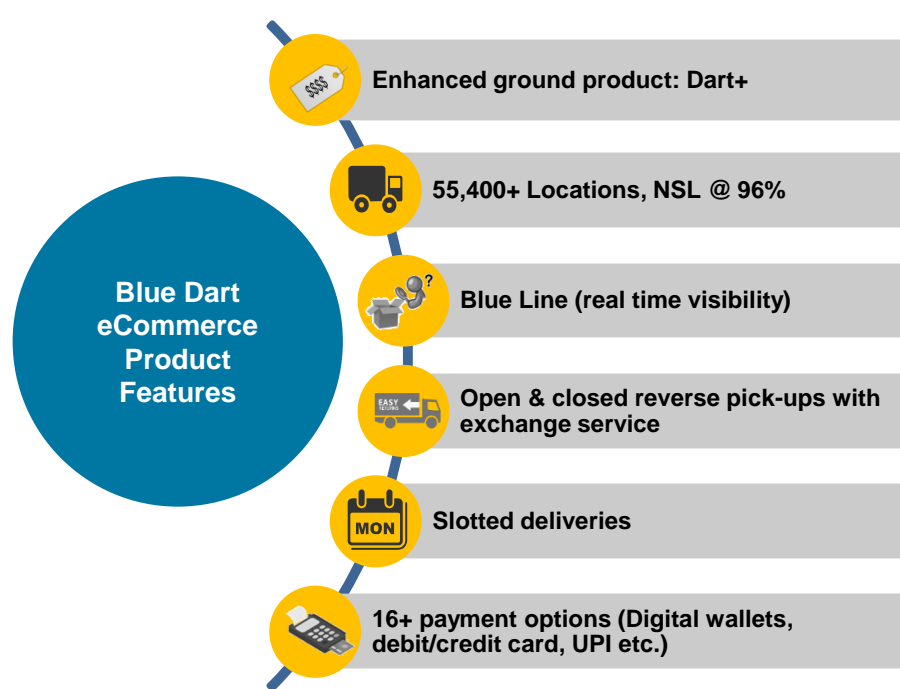 $$$$
Enhanced ground product: Dart+
55,400+ Locations, NSL @ 96%
Blue Dart
eCommerce
Product
Features
?
Blue Line (real time visibility)
EASY
RETURNS
Open & closed reverse pick-ups with
exchange service
MON
Slotted deliveries
16+ payment options (Digital wallets,
debit/credit card, UPI etc.)